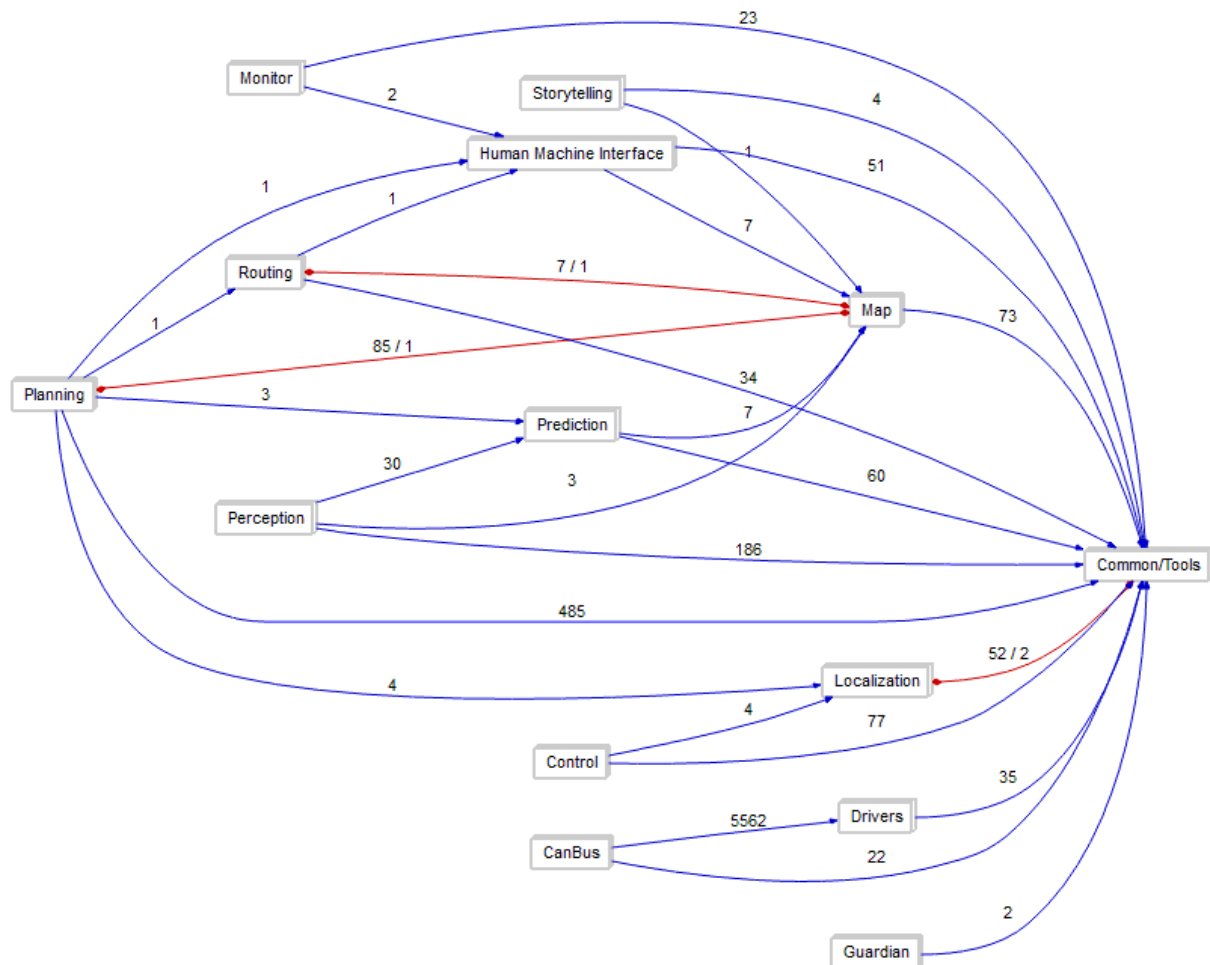 23
Monitor
2
Storytelling
4
Human Machine Interface
1
51
1
1
7
Routing
7 / 1
Map
73
1
85 / 1
34
Planning
3
Prediction
7
30
3
60
Perception
186
Common/Tools
485
52 / 2
4
Localization
4
77
Control
35
5562
Drivers
CanBus
22
2
Guardian